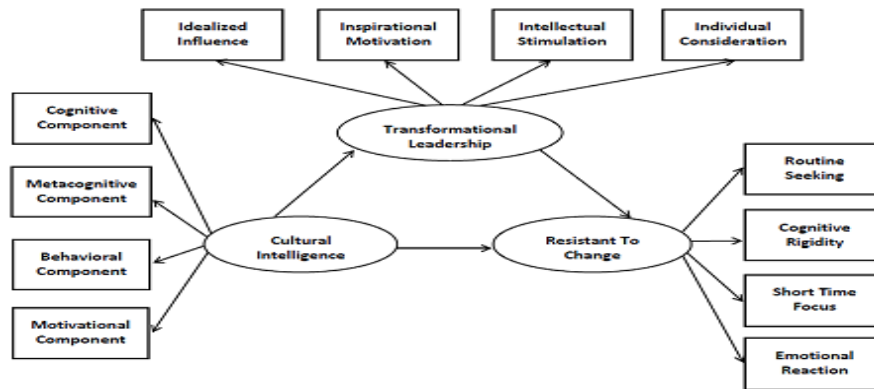 Idealized
Influence
Inspirational
Motivation
Intellectual
Stimulation
Individual
Consideration
Transformational
Leadership
Cognitive
Component
Metacognitive
Component
Behavioral
Component
Motivational
Component
Cultural
Intelligence
Resistant To
Change
Routine
Seeking
Cognitive
Rigidity
Short Time
Focus
Emotional
Reaction